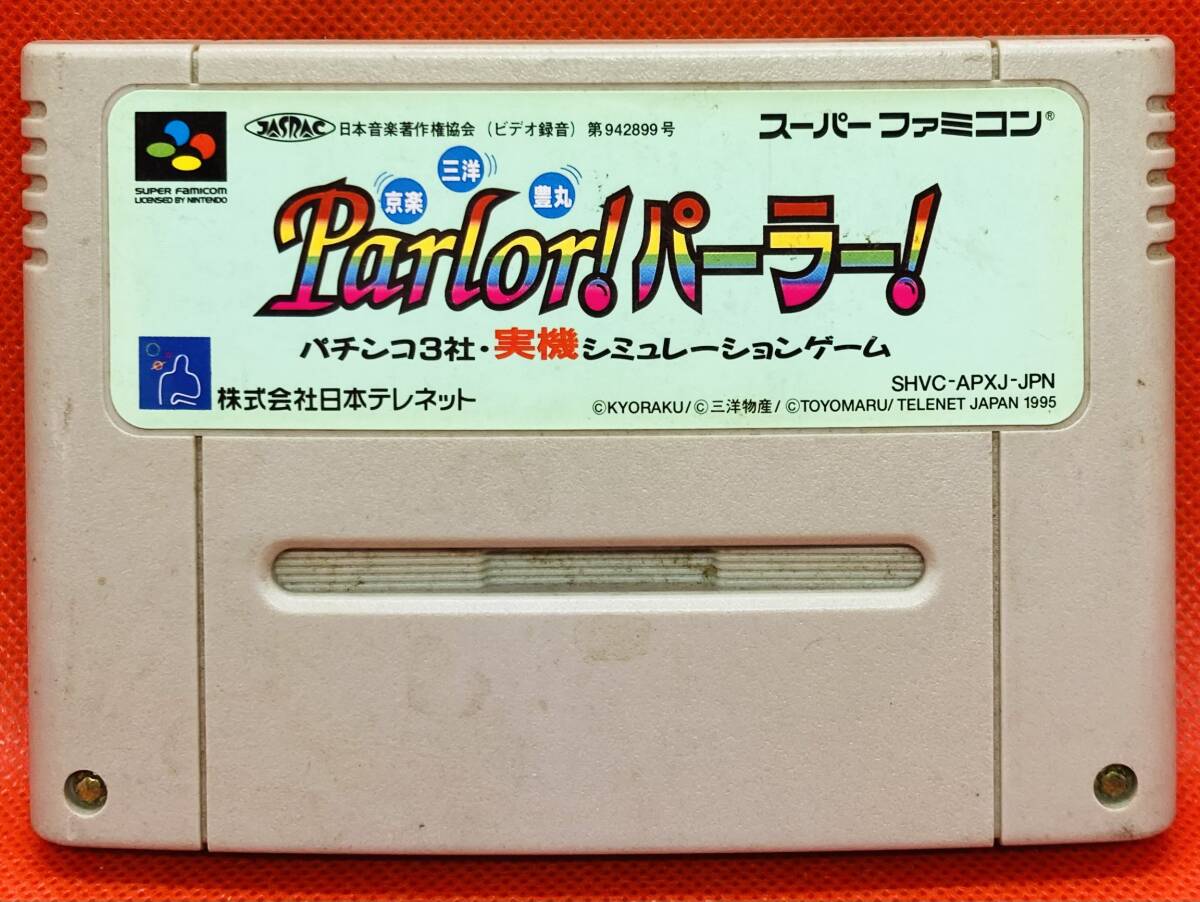 SUPER FAMICOM
LICENSED BY NINTENDO
JASRAC 日本音楽著作権協会 (ビデオ録音) 第942899号
スーパーファミコン®
京楽 三洋 豊丸
Parlor! パーラー!
パチンコ3社・実機シミュレーションゲーム
株式会社日本テレネット
SHVC-APXJ-JPN
©KYORAKU/©三洋物産/©TOYOMARU/TELENET JAPAN 1995